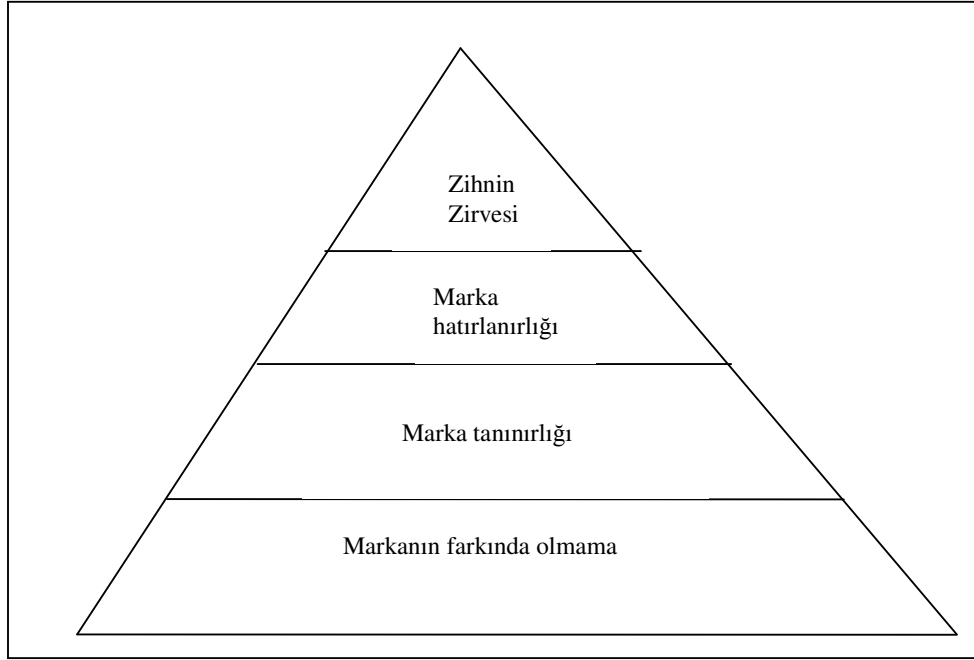 Zihnin
Zirvesi
Marka
hatırlanırlığı
Marka tanınırlığı
Markanın farkında olmama